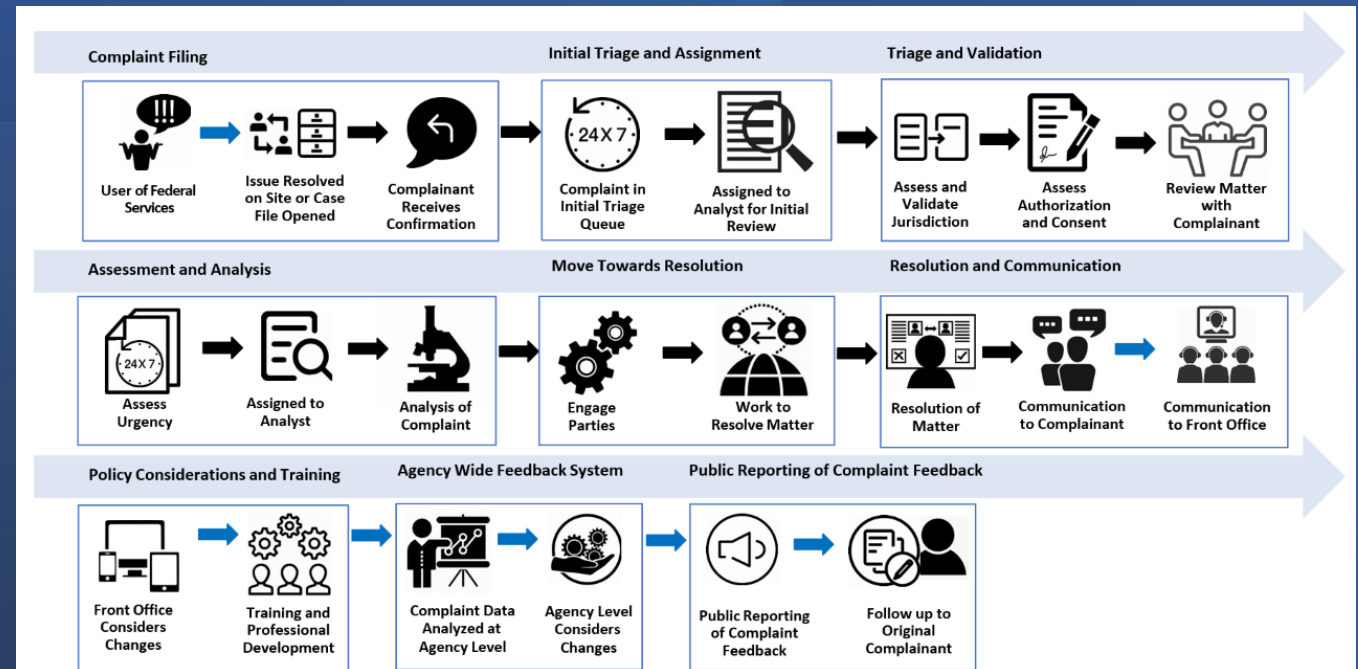 Complaint Filing
Initial Triage and Assignment
Triage and Validation
!!!
User of Federal
Services
Issue Resolved
on Site or Case
File Opened
Complainant
Receives
Confirmation
24X7
Complaint in
Initial Triage
Queue
Assigned to
Analyst for Initial
Review
Assess and
Validate
Jurisdiction
Assess
Authorization
and Consent
Review Matter
with
Complainant
Assessment and Analysis
Move Towards Resolution
Resolution and Communication
24X7
Assess
Urgency
Assigned to
Analyst
Analysis of
Complaint
Engage
Parties
Work to
Resolve Matter
Resolution of
Matter
Communication
to Complainant
Communication
to Front Office
Policy Considerations and Training
Agency Wide Feedback System
Public Reporting of Complaint Feedback
Front Office
Considers
Changes
Training and
Professional
Development
Complaint Data
Analyzed at
Agency Level
Agency Level
Considers
Changes
Public Reporting
of Complaint
Feedback
Follow up to
Original
Complainant